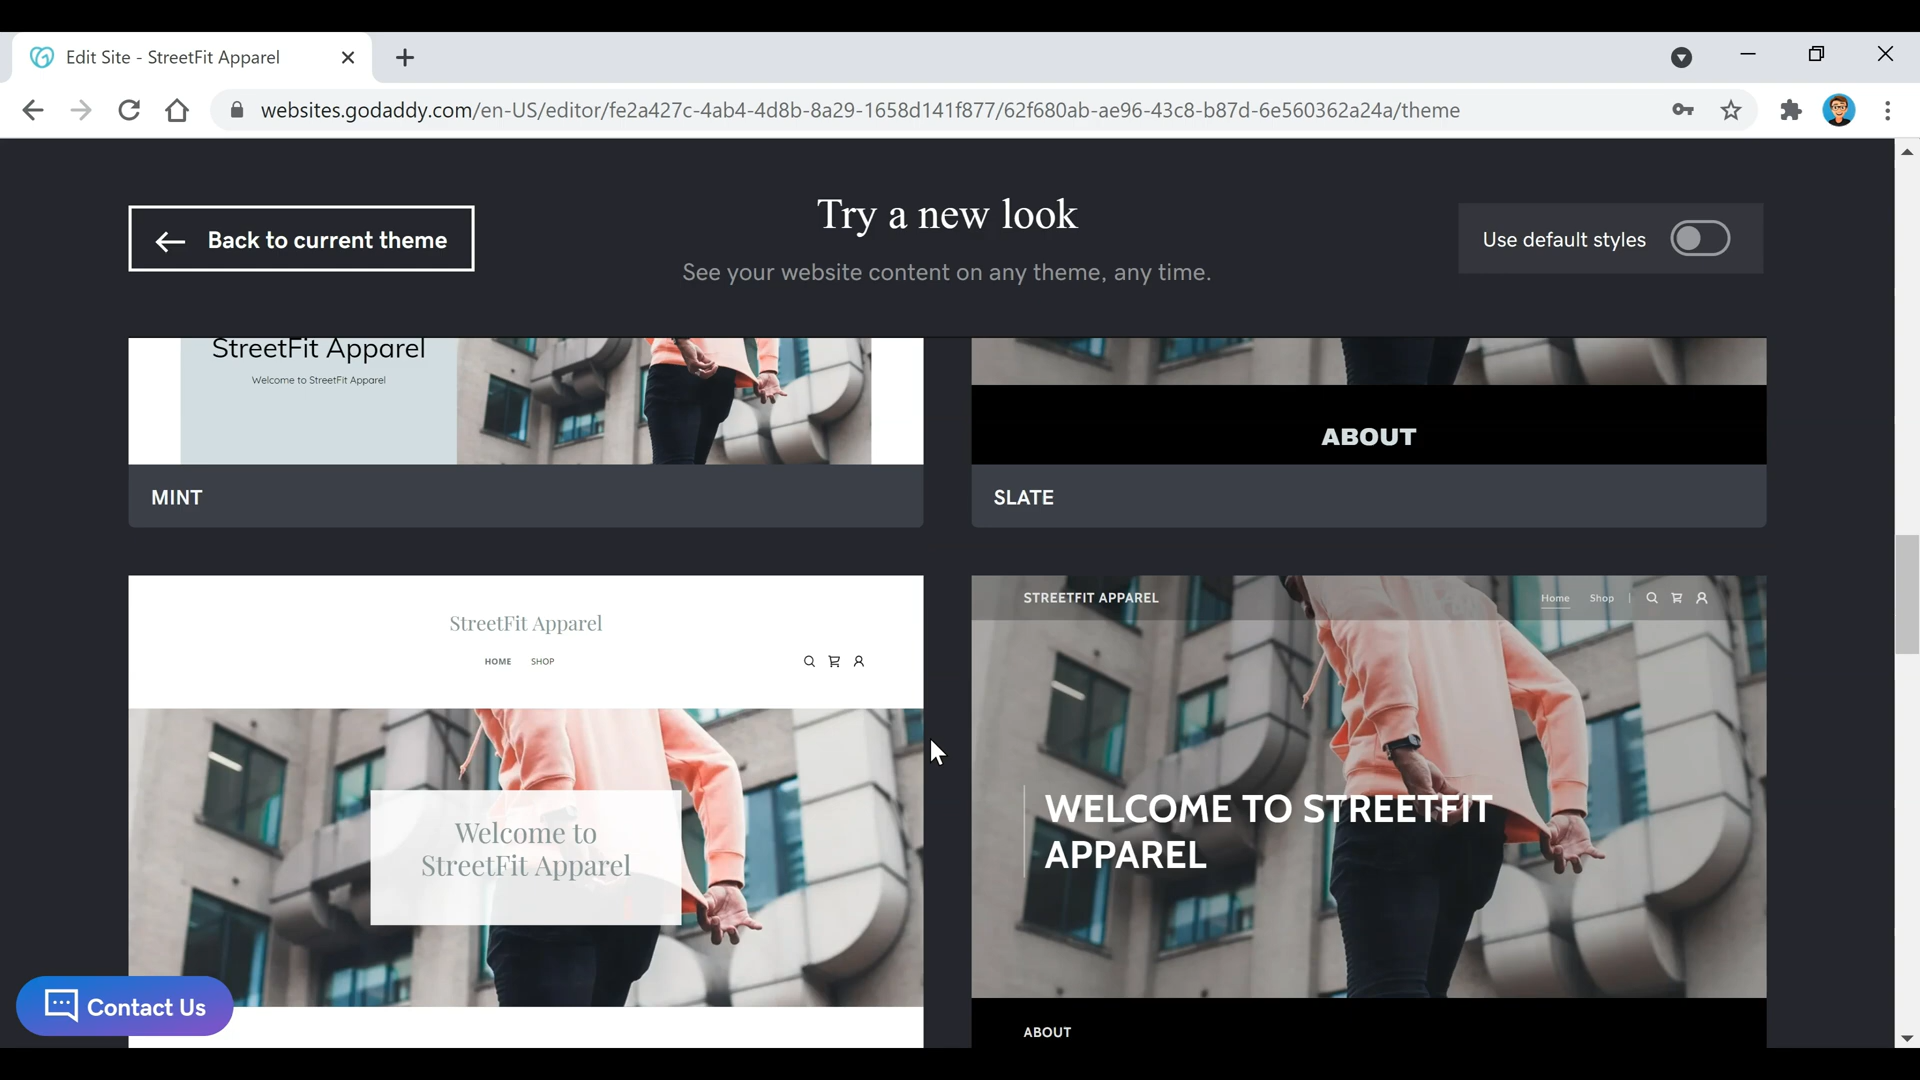 Edit Site - StreetFit Apparel
websites.godaddy.com/en-US/editor/fe2a427c-4ab4-4d8b-8a29-1658d141f877/62f680ab-ae96-43c8-b87d-6e560362a24a/theme
Back to current theme
Try a new look
See your website content on any theme, any time.
Use default styles
StreetFit Apparel
Welcome to StreetFit Apparel
MINT
ABOUT
SLATE
StreetFit Apparel
HOME SHOP
Welcome to
StreetFit Apparel
STREETFIT APPAREL
Home Shop
WELCOME TO STREETFIT
APPAREL
ABOUT
Contact Us